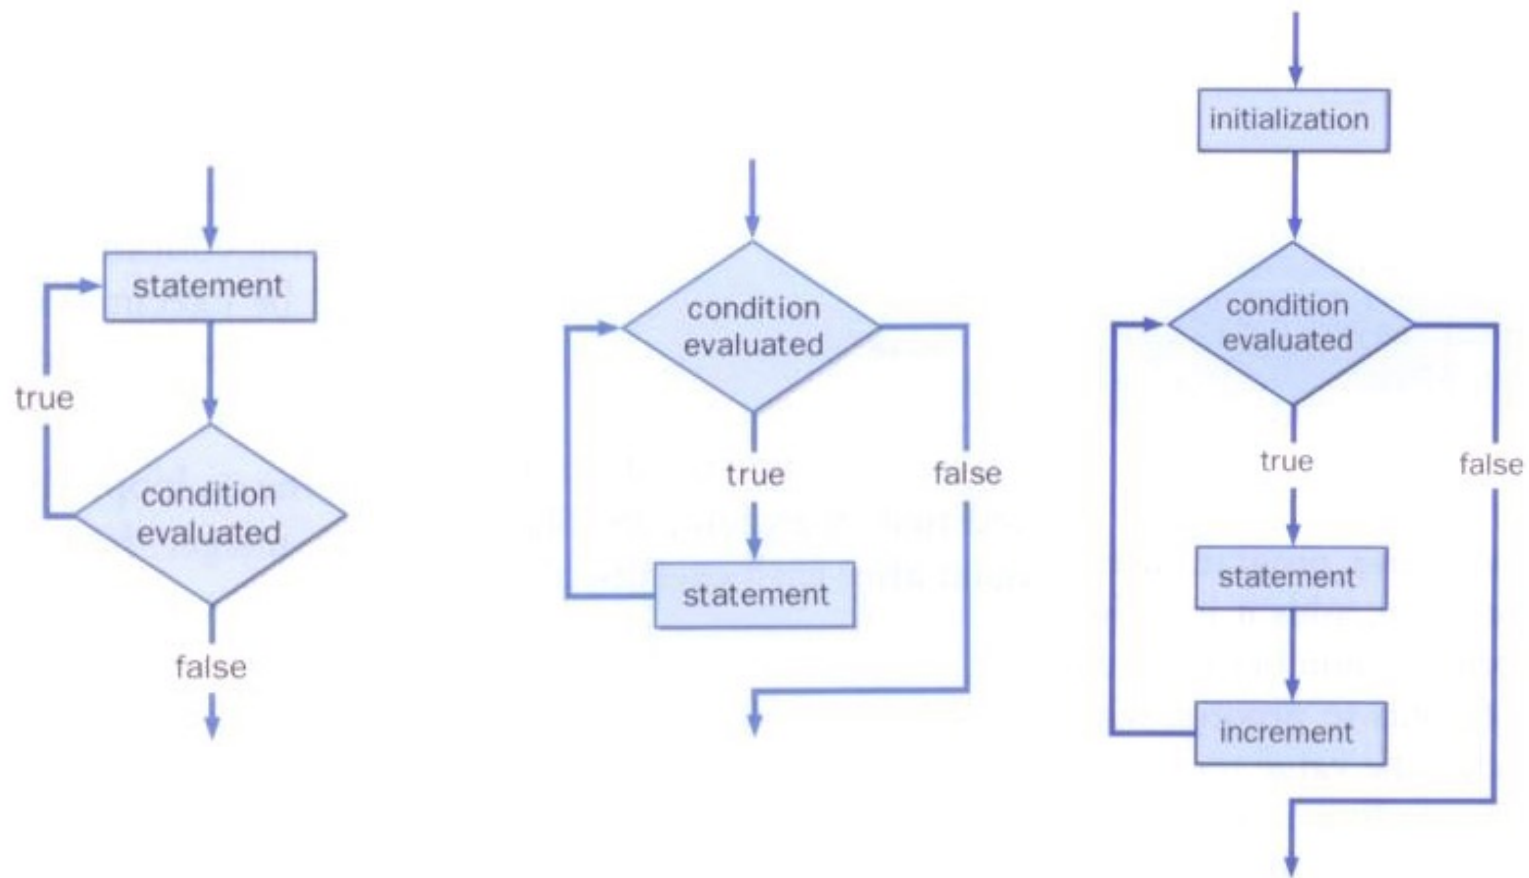 statement
true
condition
evaluated
false
condition
evaluated
true
false
statement
initialization
condition
evaluated
true
false
statement
increment